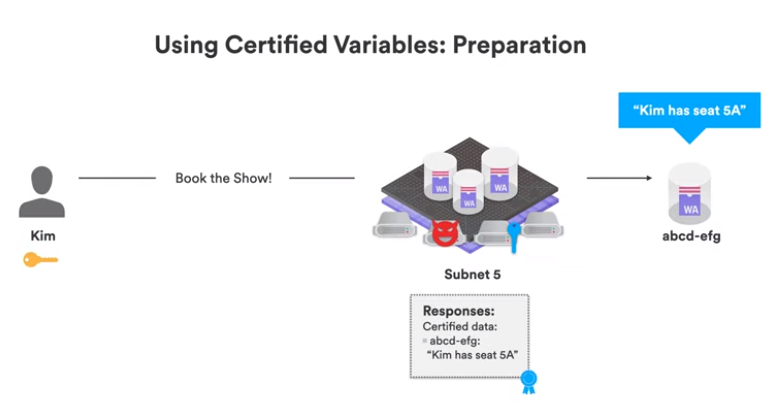 Using Certified Variables: Preparation
"Kim has seat 5A"
Book the Show!
WA
WA
WA
WA
Kim
abcd-efg
Subnet 5
Responses:
Certified data:
abcd-efg:
"Kim has seat 5A"